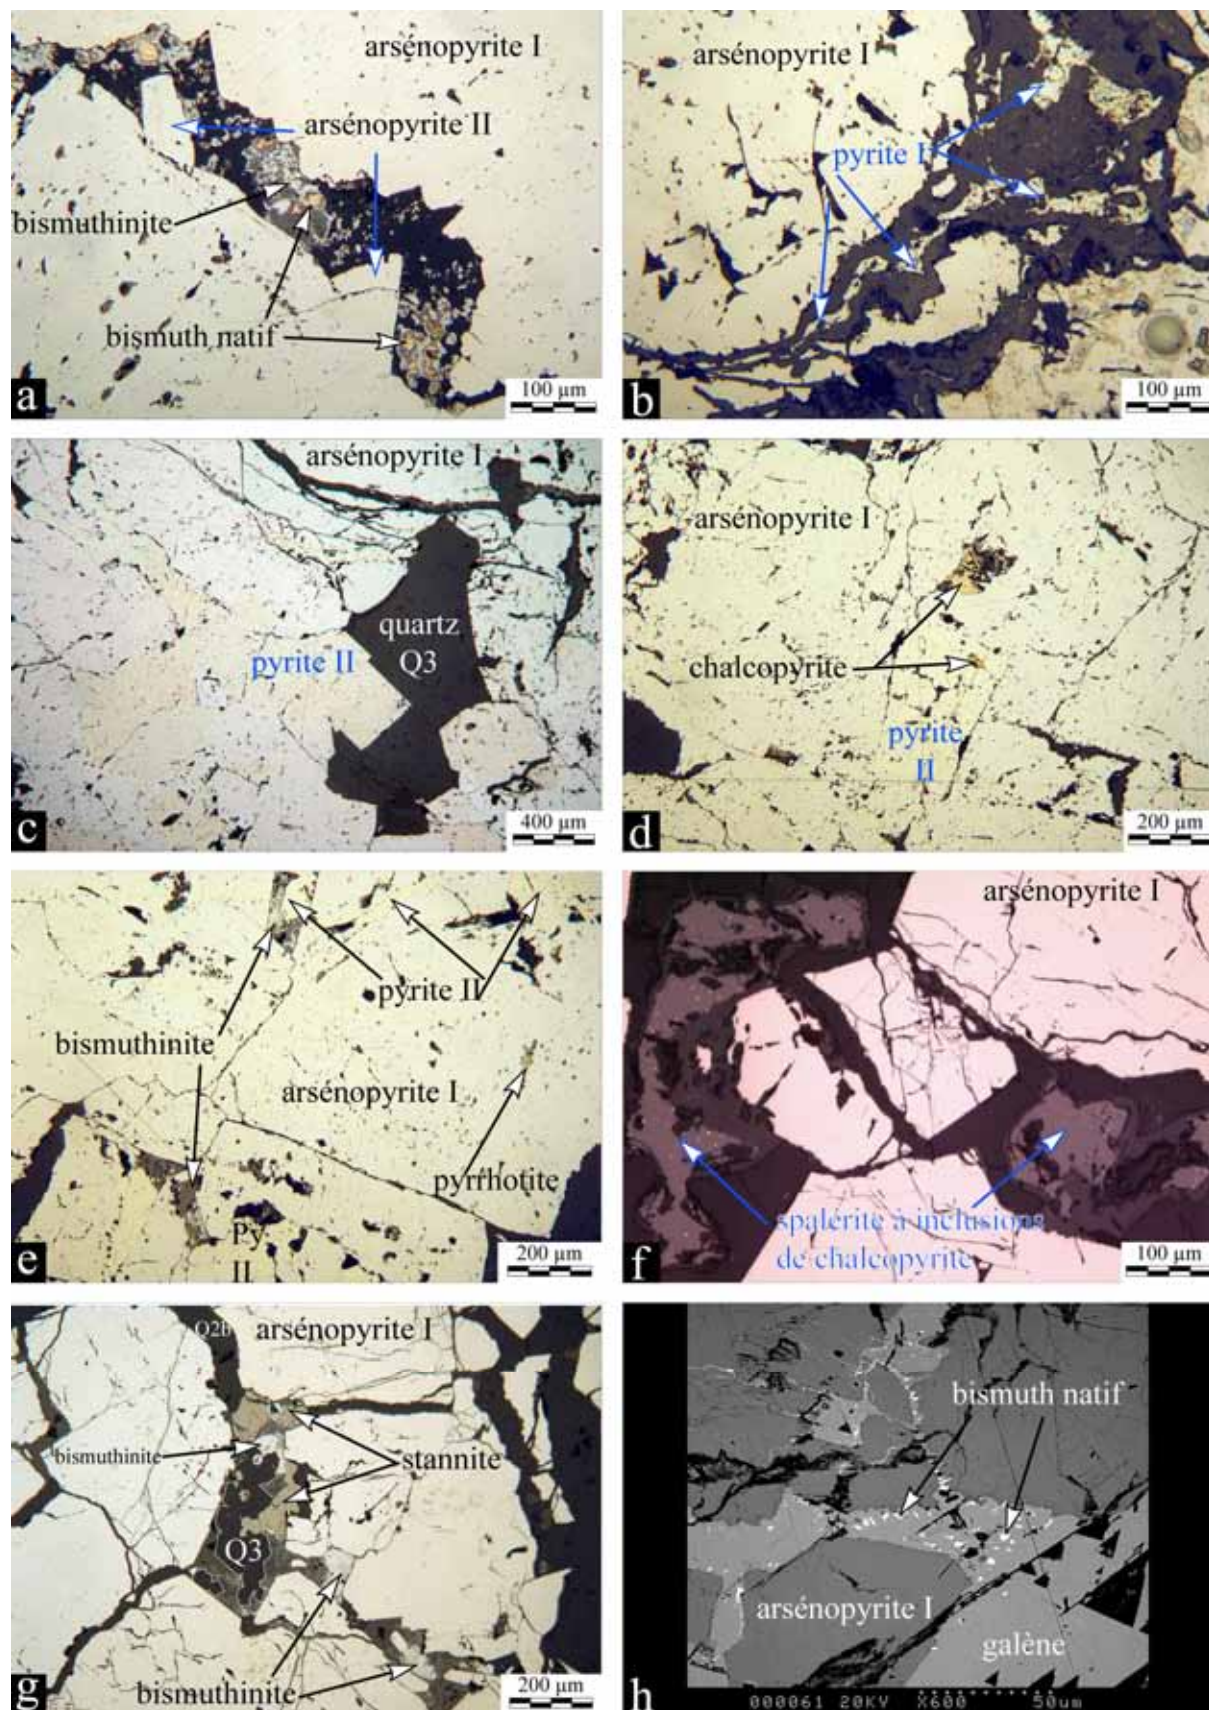 arsénopyrite I
arsénopyrite II
bismuthinite
bismuth natif
a
100 µm
arsénopyrite I
pyrite I
b
100 µm
arsénopyrite I
quartz
Q3
pyrite II
c
400 µm
arsénopyrite I
chalcopyrite
pyrite
II
d
200 µm
pyrite II
bismuthinite
arsénopyrite I
pyrrhotite
Py
II
e
200 µm
arsénopyrite I
spalérite à inclusions
de chalcopyrite
f
100 µm
Q2b
arsénopyrite I
bismuthinite
stannite
Q3
bismuthinite
g
200 µm
bismuth natif
arsénopyrite I
galène
h
000061 20KV X600 50um